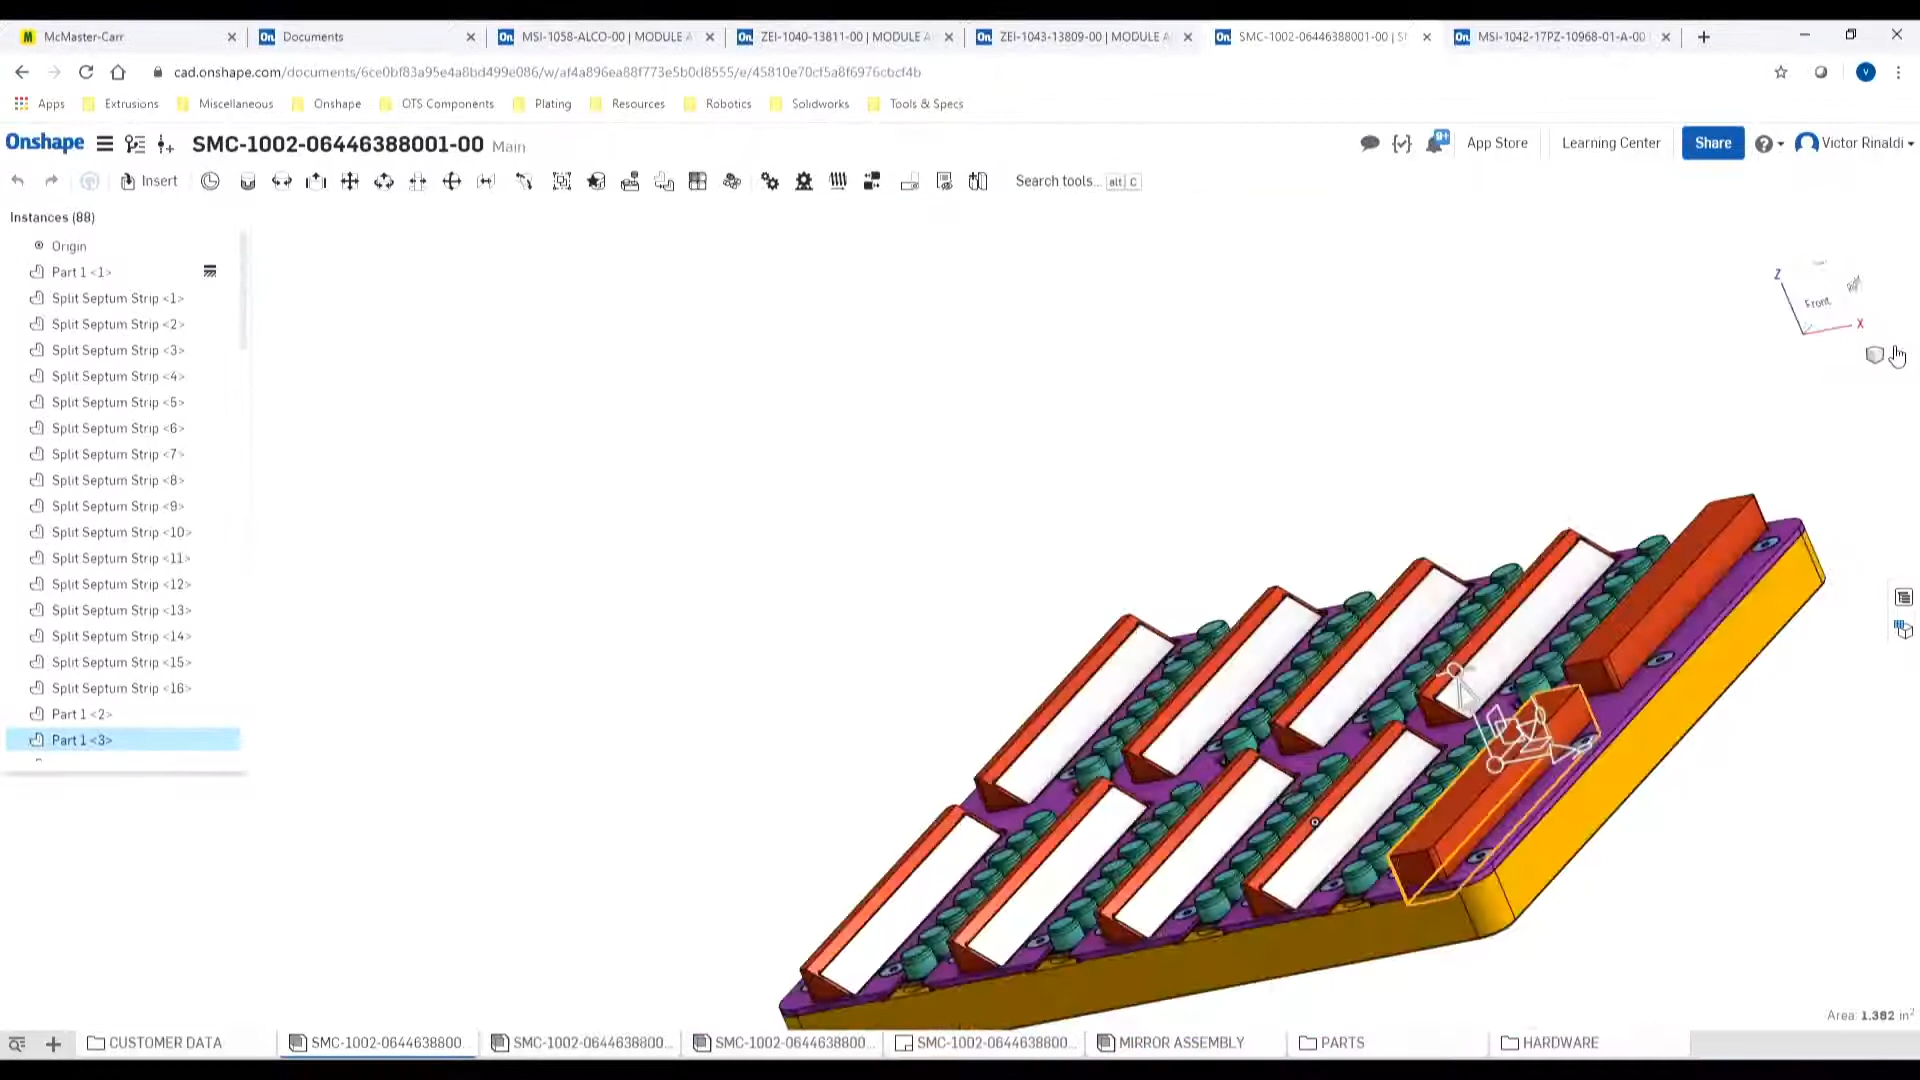 McMaster-Carr
Documents
MSI-1058-ALCO-00 | MODULE A
ZEI-1040-13811-00 | MODULE A
ZEI-1043-13809-00 | MODULE A
SMC-1002-06446388001-00 | S
MSI-1042-17PZ-10968-01-A-00
cad.onshape.com/documents/6ce0bf83a95e4a8bd499e086/w/af4a896ea88f773e5b0d8555/e/45810e70cf5a8f6976cbcf4b
Apps
Extrusions
Miscellaneous
Onshape
OTS Components
Plating
Resources
Robotics
Solidworks
Tools & Specs
Onshape
SMC-1002-06446388001-00 Main
9+
App Store
Learning Center
Share
Victor Rinaldi
Insert
Search tools... alt C
Instances (88)
Origin
Part 1 <1>
Split Septum Strip <1>
Split Septum Strip <2>
Split Septum Strip <3>
Split Septum Strip <4>
Split Septum Strip <5>
Split Septum Strip <6>
Split Septum Strip <7>
Split Septum Strip <8>
Split Septum Strip <9>
Split Septum Strip <10>
Split Septum Strip <11>
Split Septum Strip <12>
Split Septum Strip <13>
Split Septum Strip <14>
Split Septum Strip <15>
Split Septum Strip <16>
Part 1 <2>
Part 1 <3>
Z
Front
X
Area: 1.382 in²
CUSTOMER DATA
SMC-1002-0644638800...
SMC-1002-0644638800...
SMC-1002-0644638800...
SMC-1002-0644638800...
MIRROR ASSEMBLY
PARTS
HARDWARE